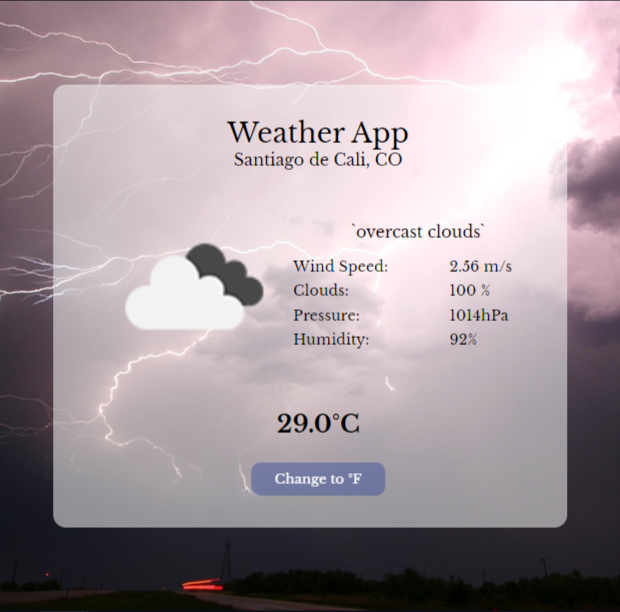 Weather App
Santiago de Cali, CO
`overcast clouds`
Wind Speed: 2.56 m/s
Clouds: 100 %
Pressure: 1014hPa
Humidity: 92%
29.0°C
Change to °F